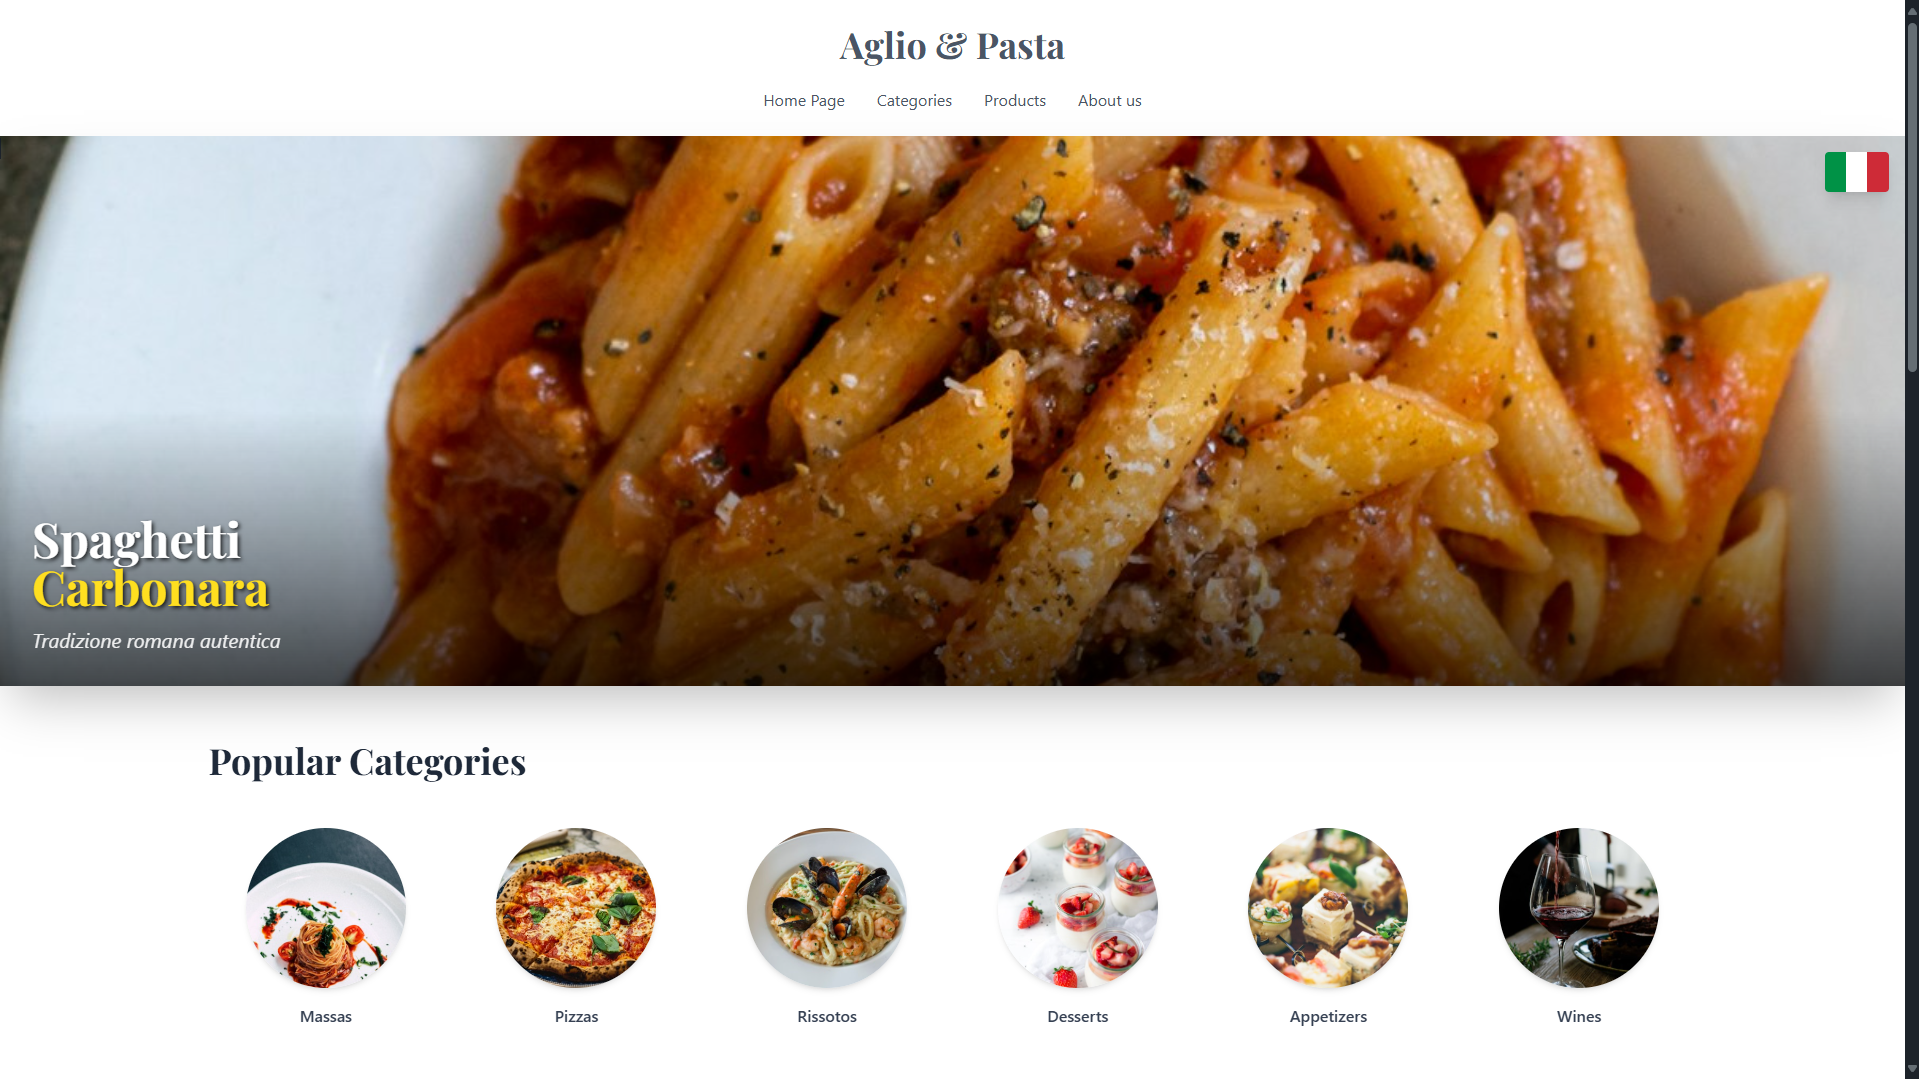 Aglio & Pasta
Home Page Categories Products About us
Spaghetti
Carbonara
Tradizione romana autentica
Popular Categories
Massas Pizzas Rissotos Desserts Appetizers Wines